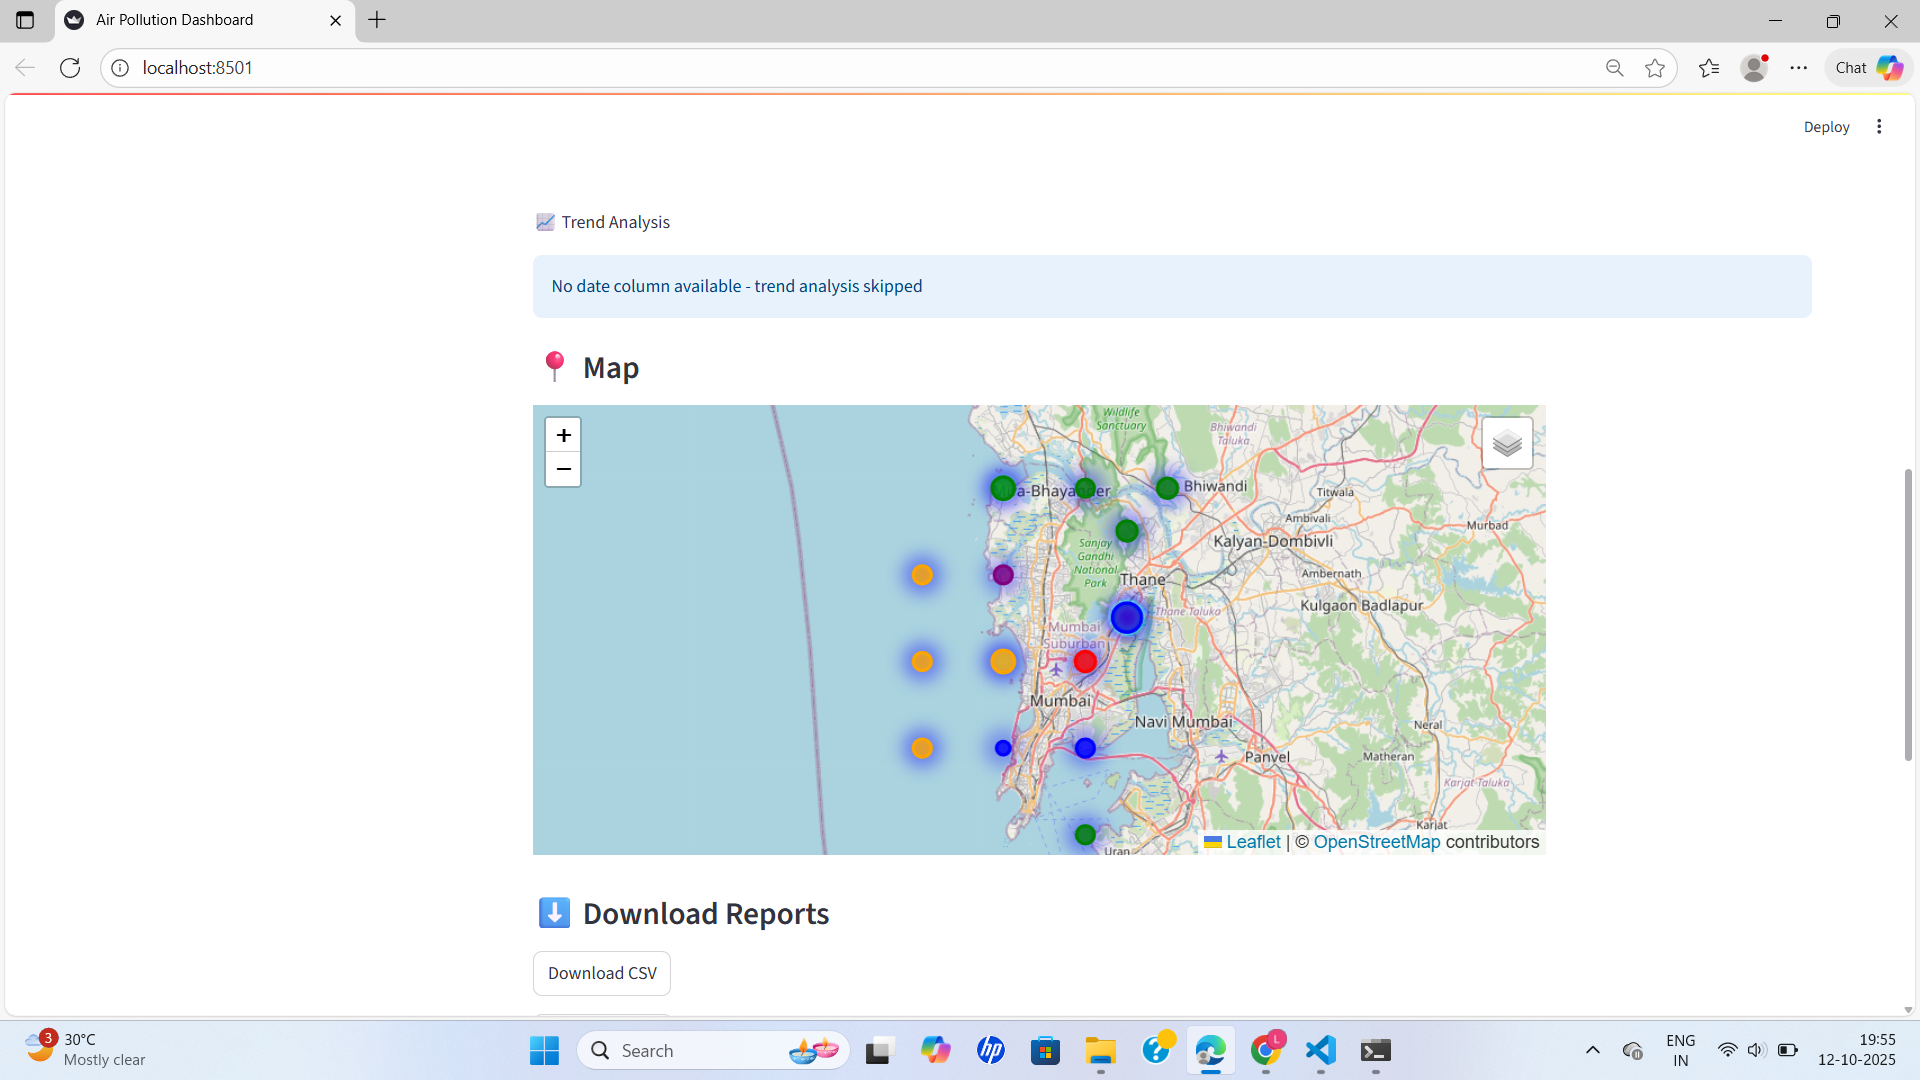 Air Pollution Dashboard
localhost:8501
Chat
Deploy
Trend Analysis
No date column available - trend analysis skipped
Map
+
−
Wildlife
Sanctuary
Bhiwandi
Taluka
Mira-Bhayander
Bhiwandi
Titwala
Murbad
Ambivali
Kalyan-Dombivli
Sanjay
Gandhi
National
Park
Thane
Ambernath
Kulgaon Badlapur
Thane Taluka
Mumbai
Suburban
Mumbai
Navi Mumbai
Neral
Panvel
Matheran
Karjat Taluka
Karjat
Uran
Leaflet | © OpenStreetMap contributors
Download Reports
Download CSV
3
30°C
Mostly clear
Search
hp
L
ENG
IN
19:55
12-10-2025